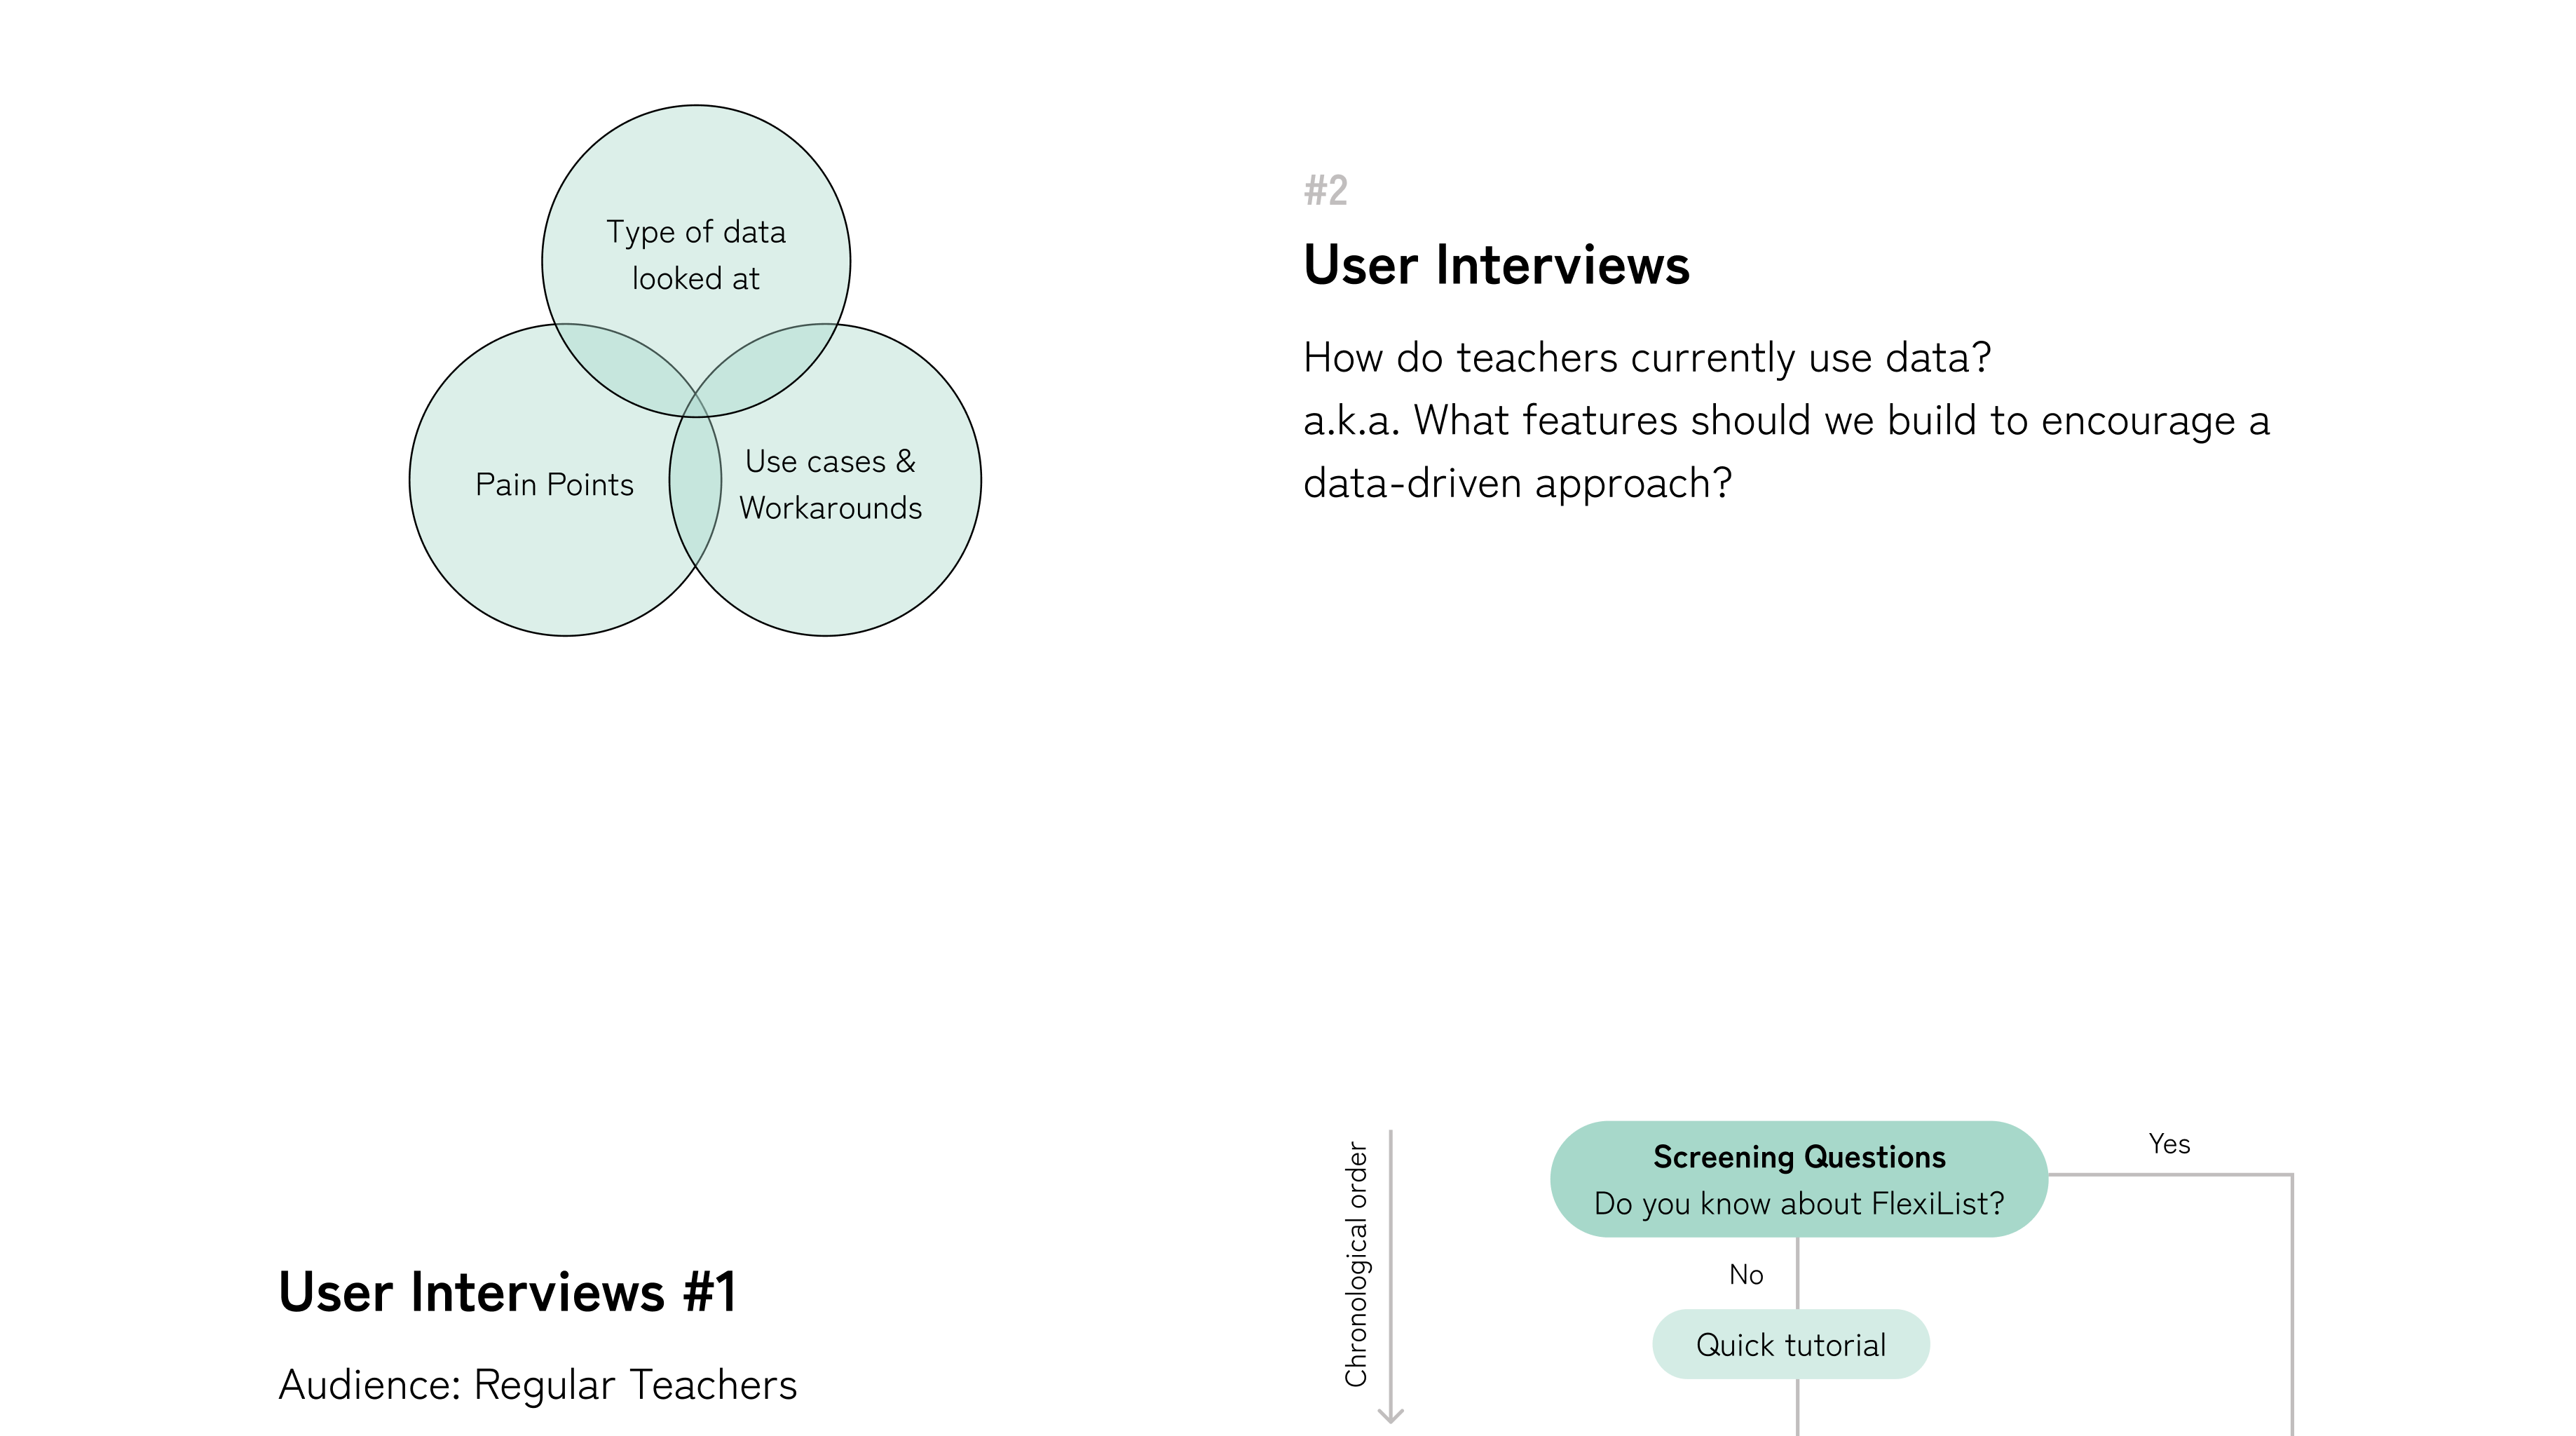 Type of data
looked at
Pain Points
Use cases &
Workarounds
#2
User Interviews
How do teachers currently use data?
a.k.a. What features should we build to encourage a
data-driven approach?
User Interviews #1
Audience: Regular Teachers
Chronological order
Screening Questions
Do you know about FlexiList?
Yes
No
Quick tutorial